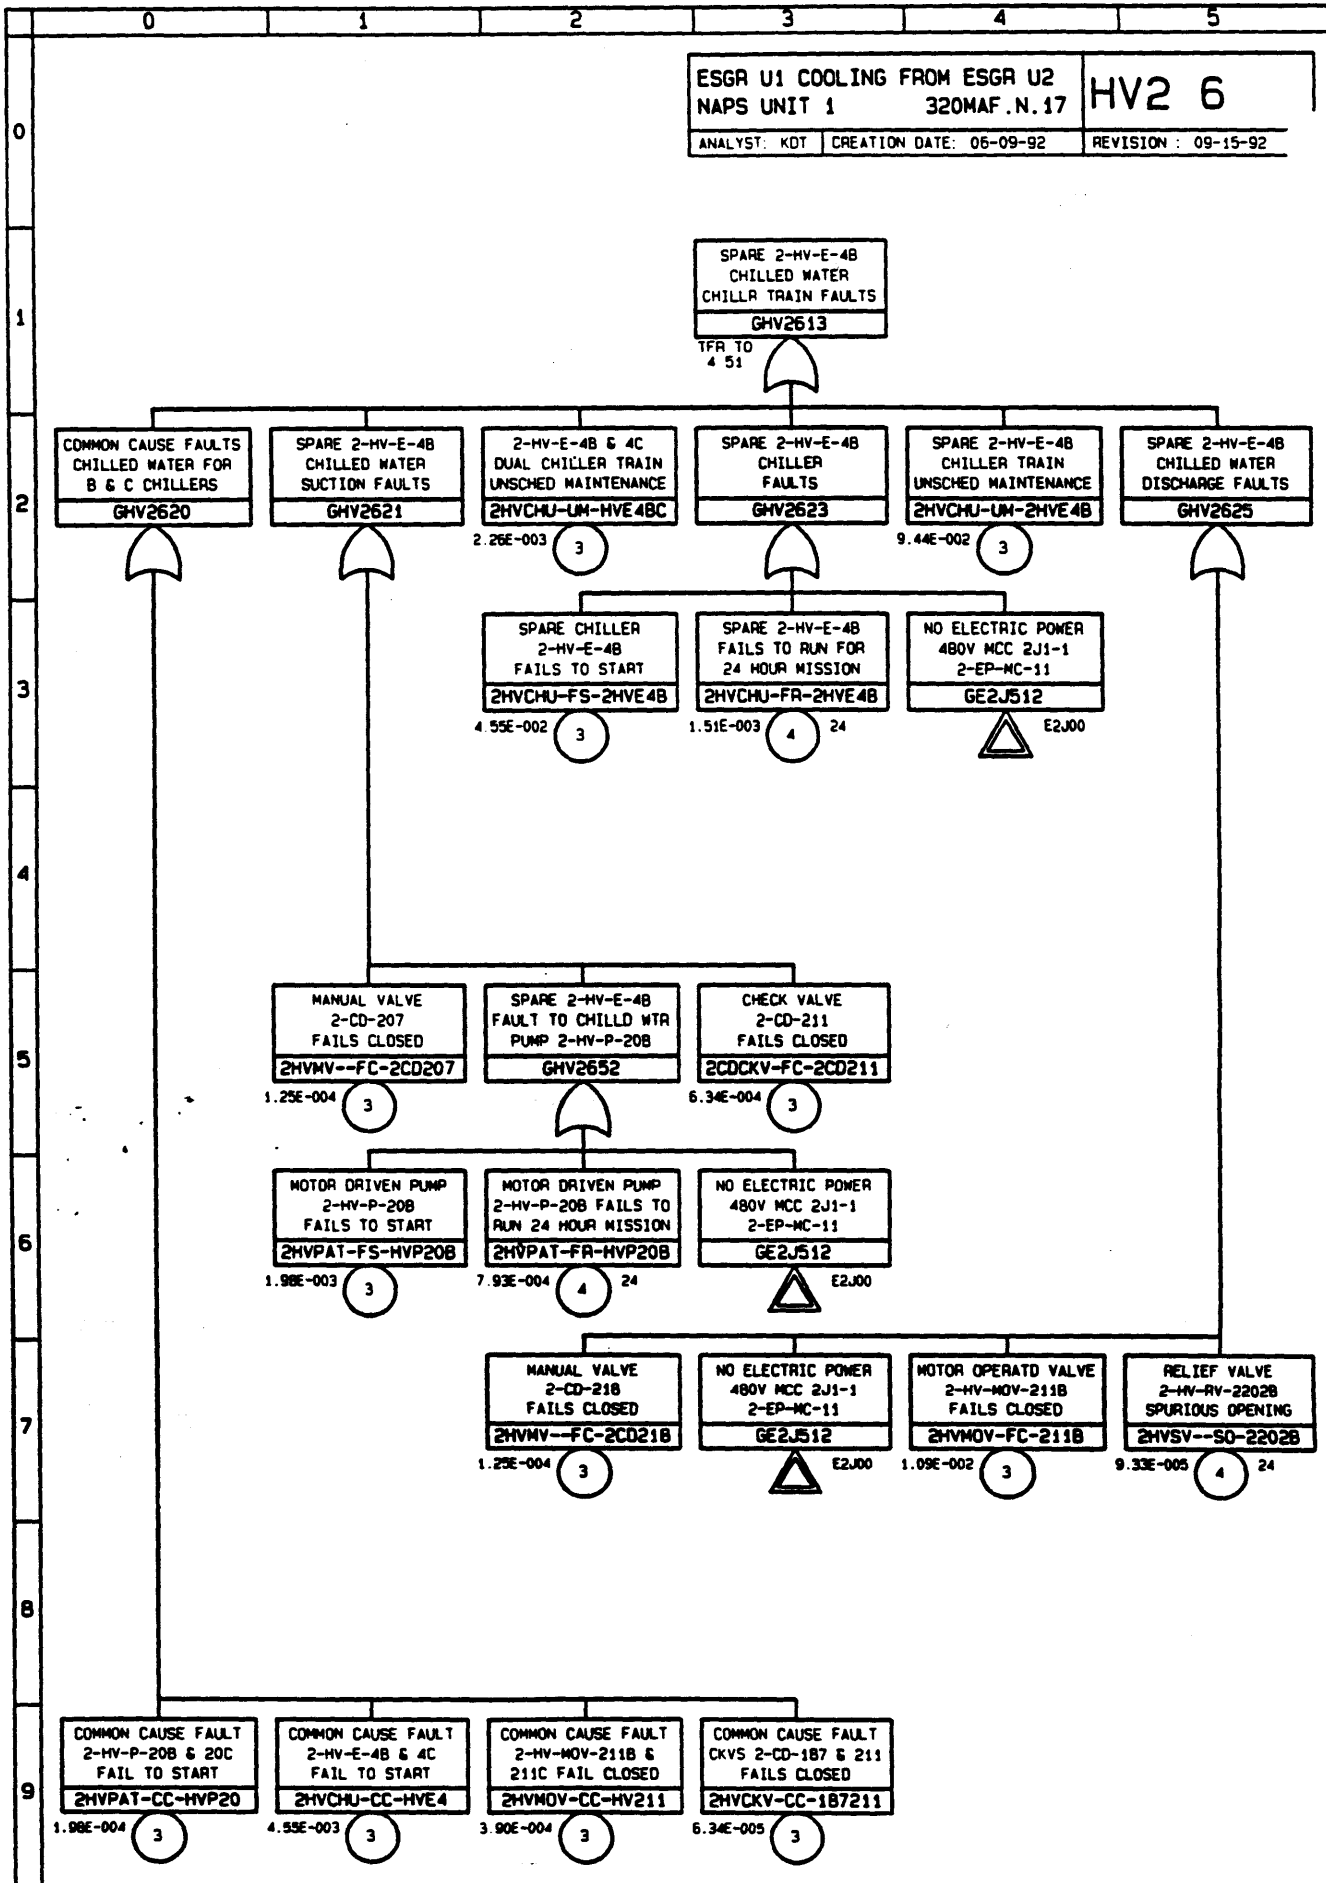 0 1 2 3 4 5
ESGR U1 COOLING FROM ESGR U2
NAPS UNIT 1 320MAF.N.17
HV2 6
ANALYST: KDT CREATION DATE: 06-09-92 REVISION : 09-15-92
0
SPARE 2-HV-E-4B
CHILLED WATER
CHILLR TRAIN FAULTS
GHV2613
TFR TO
4 51
1
COMMON CAUSE FAULTS
CHILLED WATER FOR
B & C CHILLERS
GHV2620
SPARE 2-HV-E-4B
CHILLED WATER
SUCTION FAULTS
GHV2621
2-HV-E-4B & 4C
DUAL CHILLER TRAIN
UNSCHED MAINTENANCE
2HVCHU-UM-HVE4BC
2.26E-003 3
SPARE 2-HV-E-4B
CHILLER
FAULTS
GHV2623
SPARE 2-HV-E-4B
CHILLER TRAIN
UNSCHED MAINTENANCE
2HVCHU-UM-2HVE4B
9.44E-002 3
SPARE 2-HV-E-4B
CHILLED WATER
DISCHARGE FAULTS
GHV2625
2
SPARE CHILLER
2-HV-E-4B
FAILS TO START
2HVCHU-FS-2HVE4B
4.55E-002 3
SPARE 2-HV-E-4B
FAILS TO RUN FOR
24 HOUR MISSION
2HVCHU-FR-2HVE4B
1.51E-003 4 24
NO ELECTRIC POWER
480V MCC 2J1-1
2-EP-MC-11
GE2J512
E2J00
3
4
MANUAL VALVE
2-CD-207
FAILS CLOSED
2HVMV--FC-2CD207
1.25E-004 3
SPARE 2-HV-E-4B
FAULT TO CHILLD WTR
PUMP 2-HV-P-20B
GHV2652
CHECK VALVE
2-CD-211
FAILS CLOSED
2CDCKV-FC-2CD211
6.34E-004 3
5
MOTOR DRIVEN PUMP
2-HV-P-20B
FAILS TO START
2HVPAT-FS-HVP20B
1.98E-003 3
MOTOR DRIVEN PUMP
2-HV-P-20B FAILS TO
RUN 24 HOUR MISSION
2HVPAT-FR-HVP20B
7.93E-004 4 24
NO ELECTRIC POWER
480V MCC 2J1-1
2-EP-MC-11
GE2J512
E2J00
6
MANUAL VALVE
2-CD-218
FAILS CLOSED
2HVMV--FC-2CD218
1.25E-004 3
NO ELECTRIC POWER
480V MCC 2J1-1
2-EP-MC-11
GE2J512
E2J00
MOTOR OPERATD VALVE
2-HV-MOV-211B
FAILS CLOSED
2HVMOV-FC-211B
1.09E-002 3
RELIEF VALVE
2-HV-RV-2202B
SPURIOUS OPENING
2HVSV--SO-2202B
9.33E-005 4 24
7
8
COMMON CAUSE FAULT
2-HV-P-20B & 20C
FAIL TO START
2HVPAT-CC-HVP20
1.98E-004 3
COMMON CAUSE FAULT
2-HV-E-4B & 4C
FAIL TO START
2HVCHU-CC-HVE4
4.55E-003 3
COMMON CAUSE FAULT
2-HV-MOV-211B &
211C FAIL CLOSED
2HVMOV-CC-HV211
3.90E-004 3
COMMON CAUSE FAULT
CKVS 2-CD-187 & 211
FAILS CLOSED
2HVCKV-CC-187211
6.34E-005 3
9